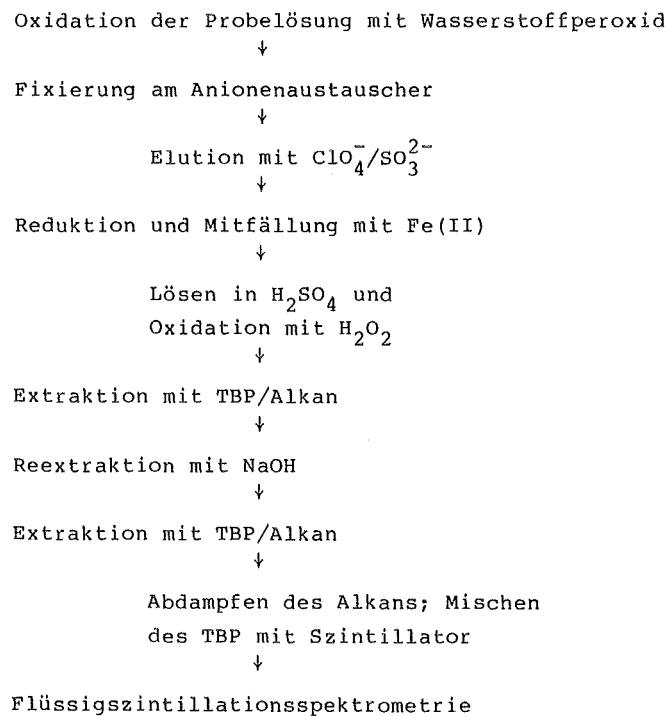 Oxidation der Probelösung mit Wasserstoffperoxid
↓
Fixierung am Anionenaustauscher
↓
Elution mit ClO₄⁻/SO₃²⁻
↓
Reduktion und Mitfällung mit Fe(II)
↓
Lösen in H₂SO₄ und
Oxidation mit H₂O₂
↓
Extraktion mit TBP/Alkan
↓
Reextraktion mit NaOH
↓
Extraktion mit TBP/Alkan
↓
Abdampfen des Alkans; Mischen
des TBP mit Szintillator
↓
Flüssigszintillationsspektrometrie